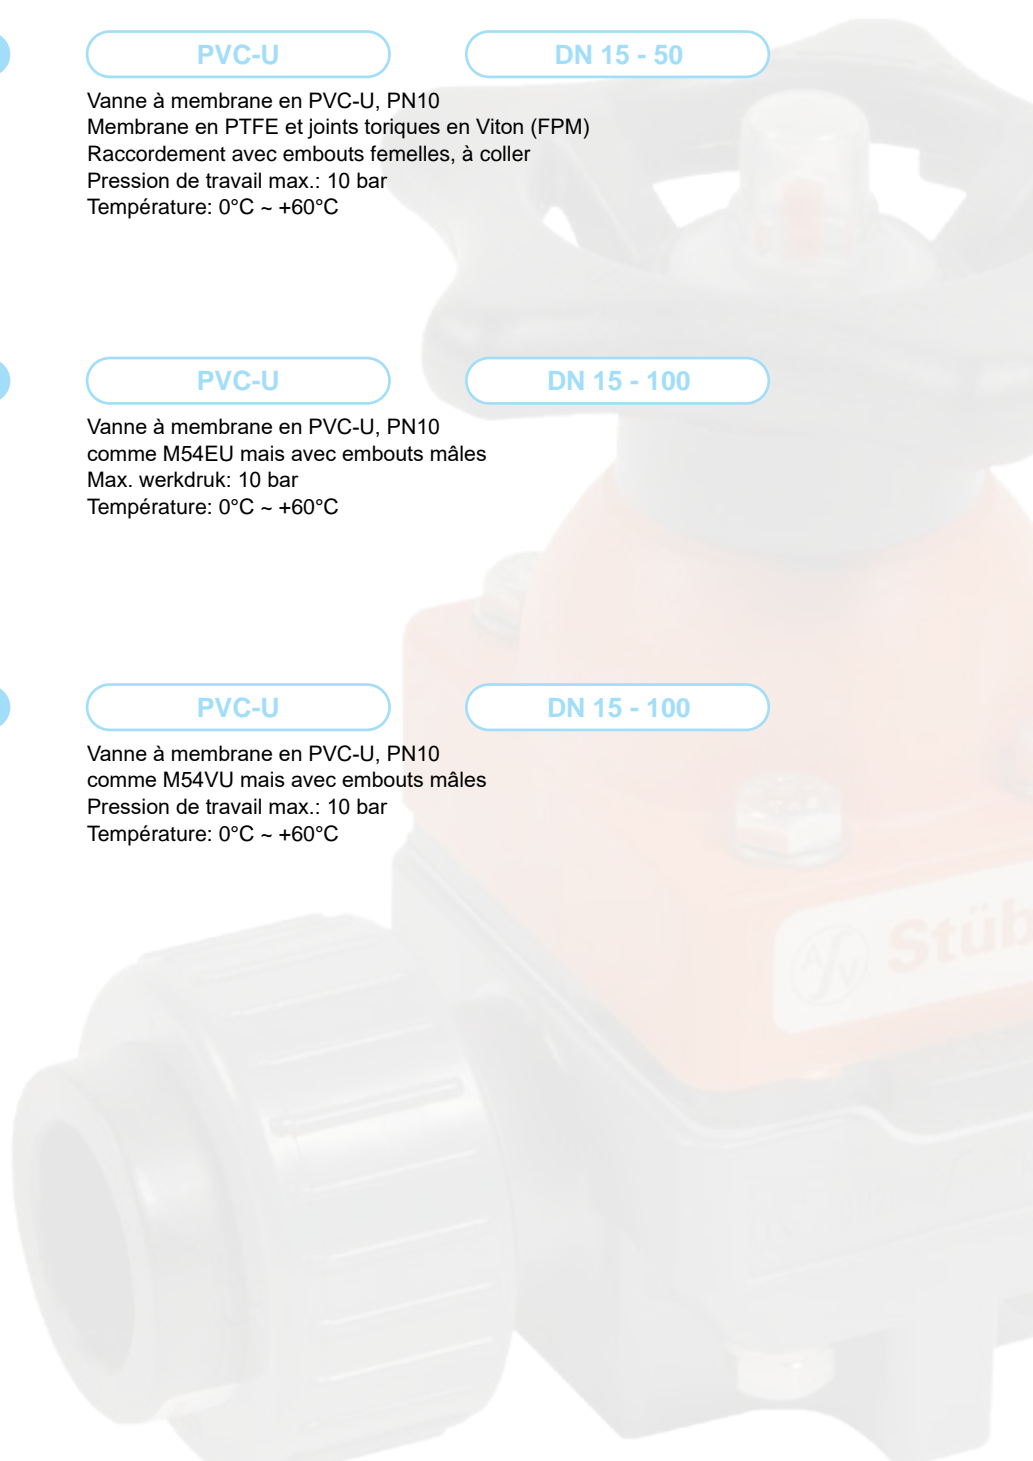 PVC-U
DN 15 - 50
Vanne à membrane en PVC-U, PN10
Membrane en PTFE et joints toriques en Viton (FPM)
Raccordement avec embouts femelles, à coller
Pression de travail max.: 10 bar
Température: 0°C ~ +60°C
PVC-U
DN 15 - 100
Vanne à membrane en PVC-U, PN10
comme M54EU mais avec embouts mâles
Max. werkdruk: 10 bar
Température: 0°C ~ +60°C
PVC-U
DN 15 - 100
Vanne à membrane en PVC-U, PN10
comme M54VU mais avec embouts mâles
Pression de travail max.: 10 bar
Température: 0°C ~ +60°C